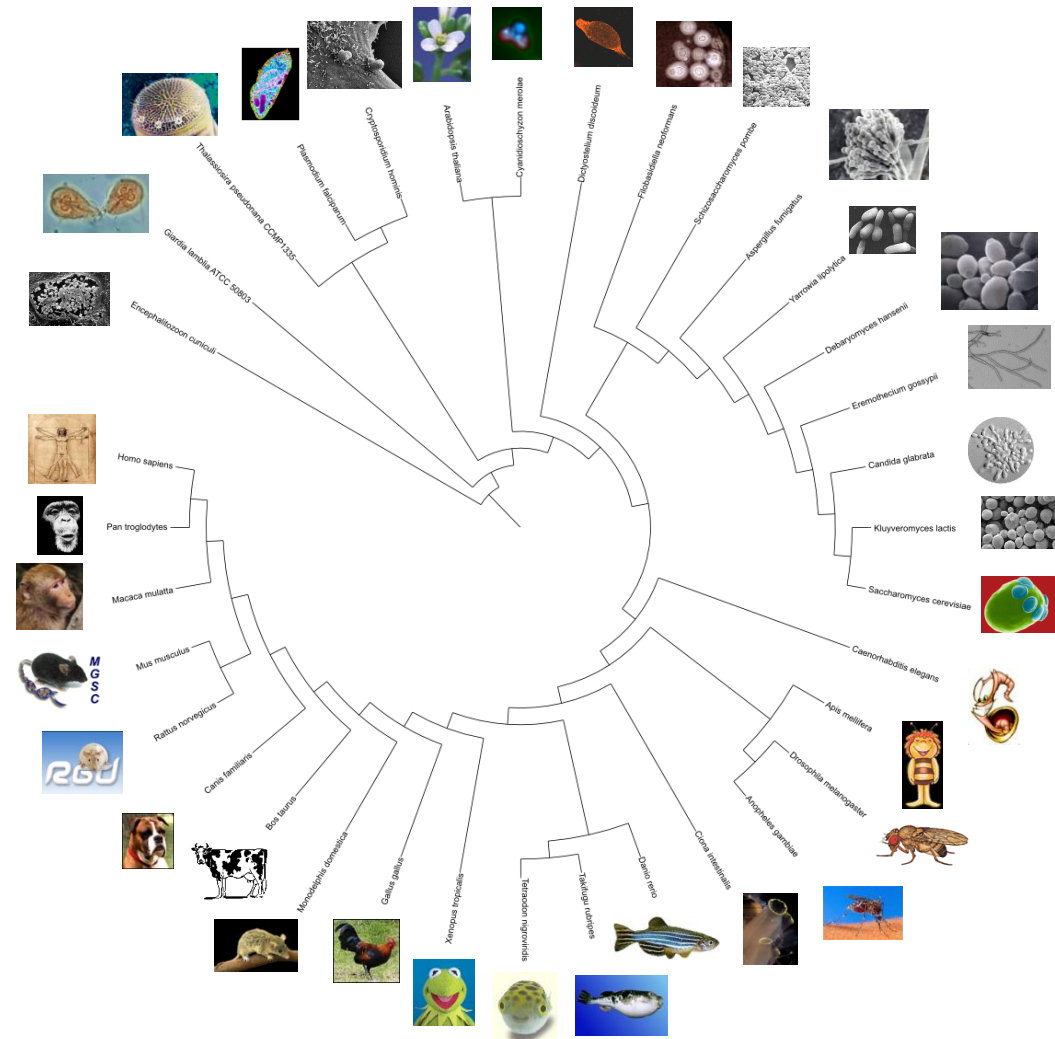 Encephalitozoon cuniculi
Giardia lamblia ATCC 50803
Thalassiosira pseudonana CCMP1335
Plasmodium falciparum
Cryptosporidium hominis
Arabidopsis thaliana
Cyanidioschyzon merolae
Dictyostelium discoideum
Filobasidiella neoformans
Schizosaccharomyces pombe
Aspergillus fumigatus
Yarrowia lipolytica
Debaryomyces hansenii
Eremothecium gossypii
Candida glabrata
Kluyveromyces lactis
Saccharomyces cerevisiae
Caenorhabditis elegans
Apis mellifera
Drosophila melanogaster
Anopheles gambiae
Ciona intestinalis
Danio rerio
Takifugu rubripes
Tetraodon nigroviridis
Xenopus tropicalis
Gallus gallus
Monodelphis domestica
Bos taurus
Canis familiaris
Rattus norvegicus
Mus musculus
Macaca mulatta
Pan troglodytes
Homo sapiens
MGSC
RGD